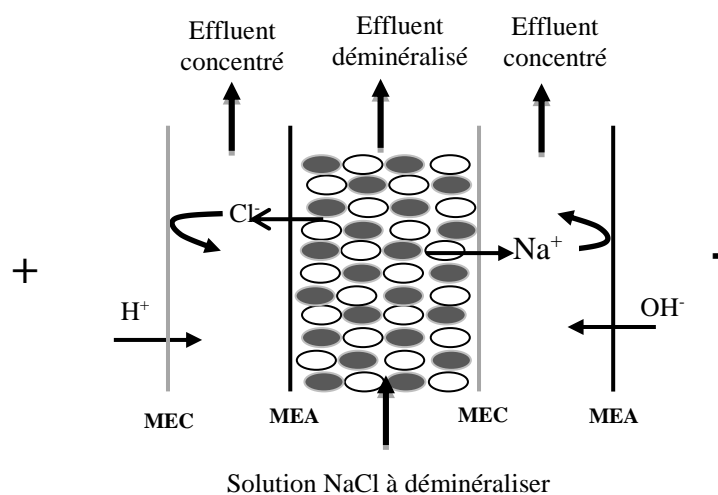 Effluent
concentré
Effluent
déminéralisé
Effluent
concentré
Cl-
Na+
+
-
H+
OH-
MEC
MEA
MEC
MEA
Solution NaCl à déminéraliser